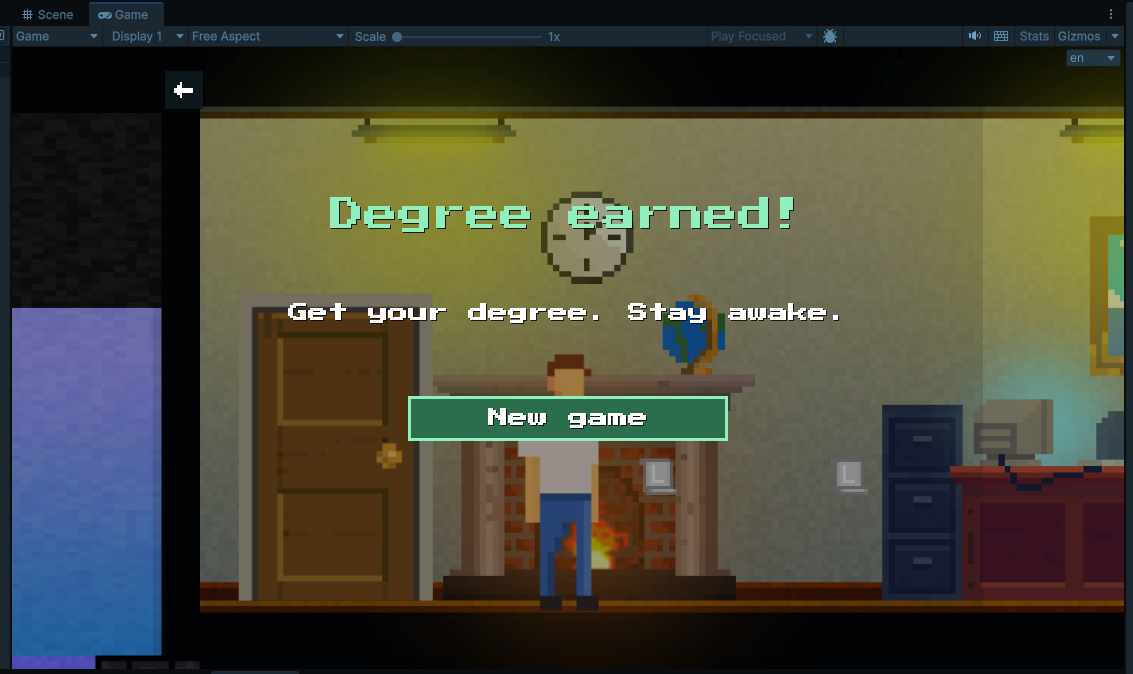 Scene Game
Game Display 1 Free Aspect Scale 1x Play Focused Stats Gizmos
en
Degree earned!
Get your degree. Stay awake.
New game
L L